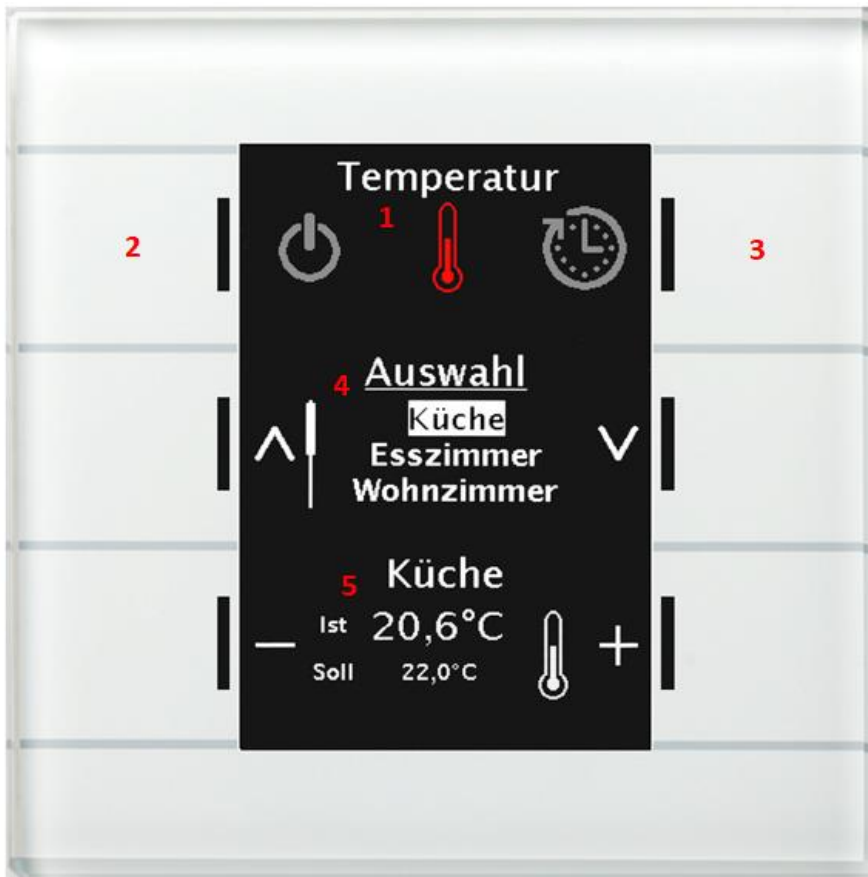 Temperatur
1
2
3
Auswahl
4
Küche
Esszimmer
Wohnzimmer
Küche
5
Ist 20,6°C
Soll 22,0°C